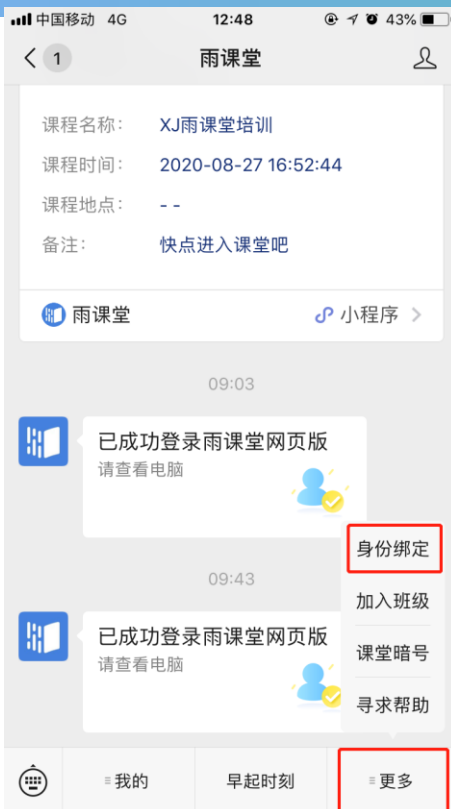 中国移动 4G 12:48 43%
1 雨课堂
课程名称: XJ雨课堂培训
课程时间: 2020-08-27 16:52:44
课程地点: - -
备注: 快点进入课堂吧
雨课堂 小程序
09:03
已成功登录雨课堂网页版
请查看电脑
身份绑定
09:43
加入班级
已成功登录雨课堂网页版
请查看电脑
课堂暗号
寻求帮助
我的 早起时刻 更多